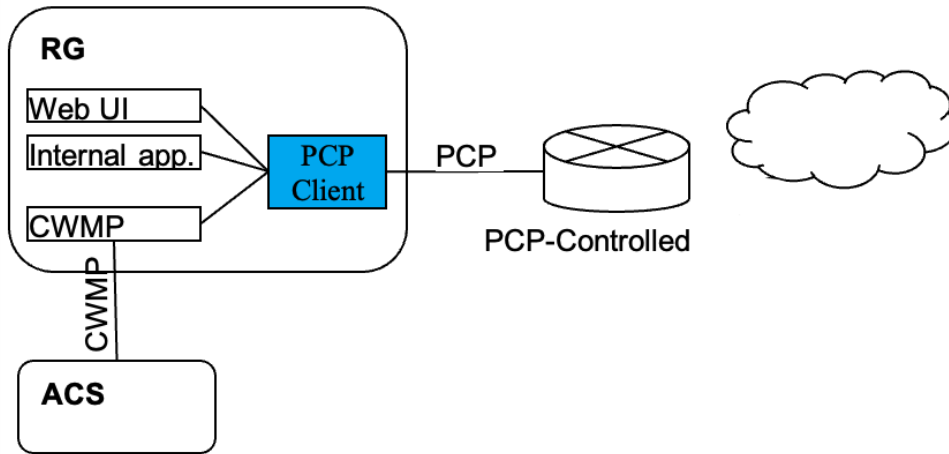 RG
Web UI
Internal app.
PCP
Client
PCP
CWMP
PCP-Controlled
CWMP
ACS